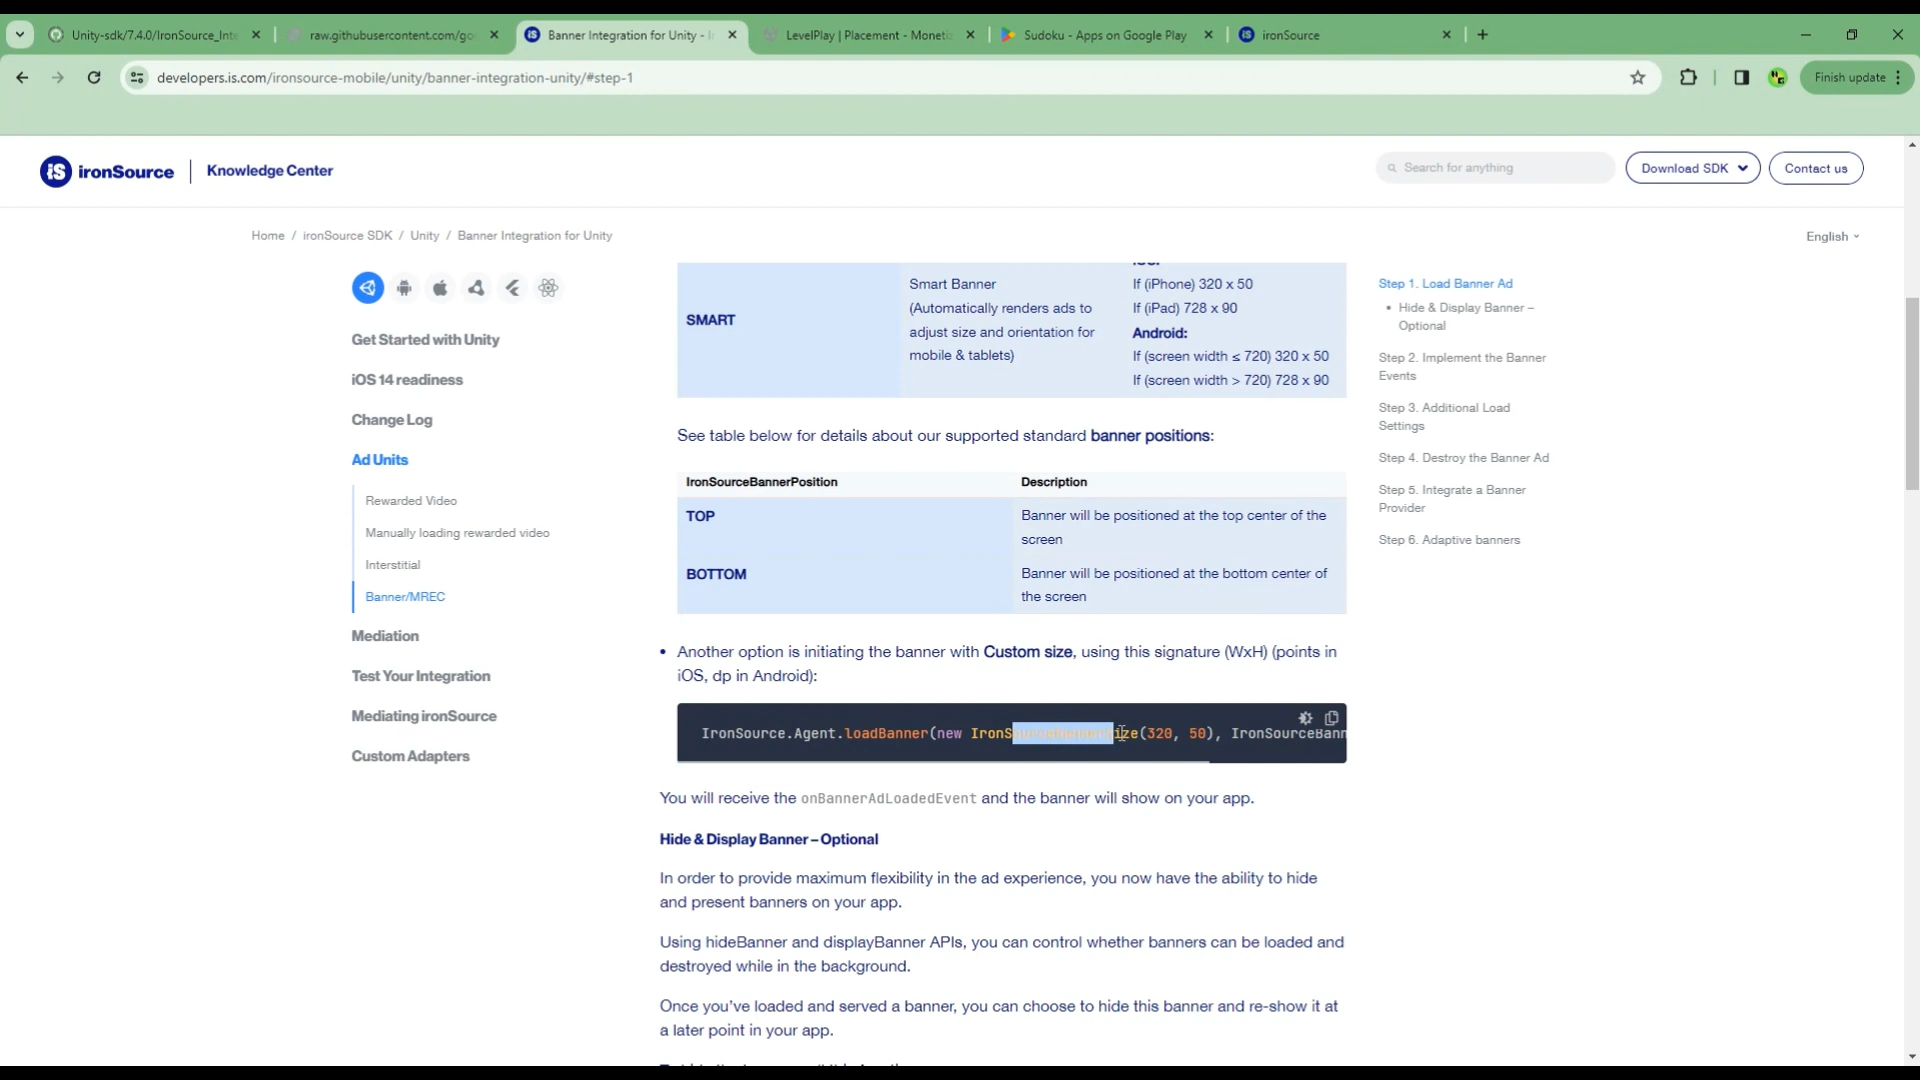 Unity-sdk/7.4.0/IronSource_Inte
raw.githubusercontent.com/go
Banner Integration for Unity - I
LevelPlay | Placement - Moneti
Sudoku - Apps on Google Play
ironSource
developers.is.com/ironsource-mobile/unity/banner-integration-unity/#step-1
Finish update
iS ironSource
Knowledge Center
Search for anything
Download SDK
Contact us
Home / ironSource SDK / Unity / Banner Integration for Unity
English
Get Started with Unity
iOS 14 readiness
Change Log
Ad Units
Rewarded Video
Manually loading rewarded video
Interstitial
Banner/MREC
Mediation
Test Your Integration
Mediating ironSource
Custom Adapters
SMART
Smart Banner
(Automatically renders ads to
adjust size and orientation for
mobile & tablets)
If (iPhone) 320 x 50
If (iPad) 728 x 90
Android:
If (screen width ≤ 720) 320 x 50
If (screen width > 720) 728 x 90
See table below for details about our supported standard banner positions:
IronSourceBannerPosition
Description
TOP
Banner will be positioned at the top center of the
screen
BOTTOM
Banner will be positioned at the bottom center of
the screen
• Another option is initiating the banner with Custom size, using this signature (WxH) (points in
iOS, dp in Android):
IronSource.Agent.loadBanner(new IronSourceBannerSize(320, 50), IronSourceBann
You will receive the onBannerAdLoadedEvent and the banner will show on your app.
Hide & Display Banner – Optional
In order to provide maximum flexibility in the ad experience, you now have the ability to hide
and present banners on your app.
Using hideBanner and displayBanner APIs, you can control whether banners can be loaded and
destroyed while in the background.
Once you've loaded and served a banner, you can choose to hide this banner and re-show it at
a later point in your app.
Step 1. Load Banner Ad
• Hide & Display Banner –
Optional
Step 2. Implement the Banner
Events
Step 3. Additional Load
Settings
Step 4. Destroy the Banner Ad
Step 5. Integrate a Banner
Provider
Step 6. Adaptive banners